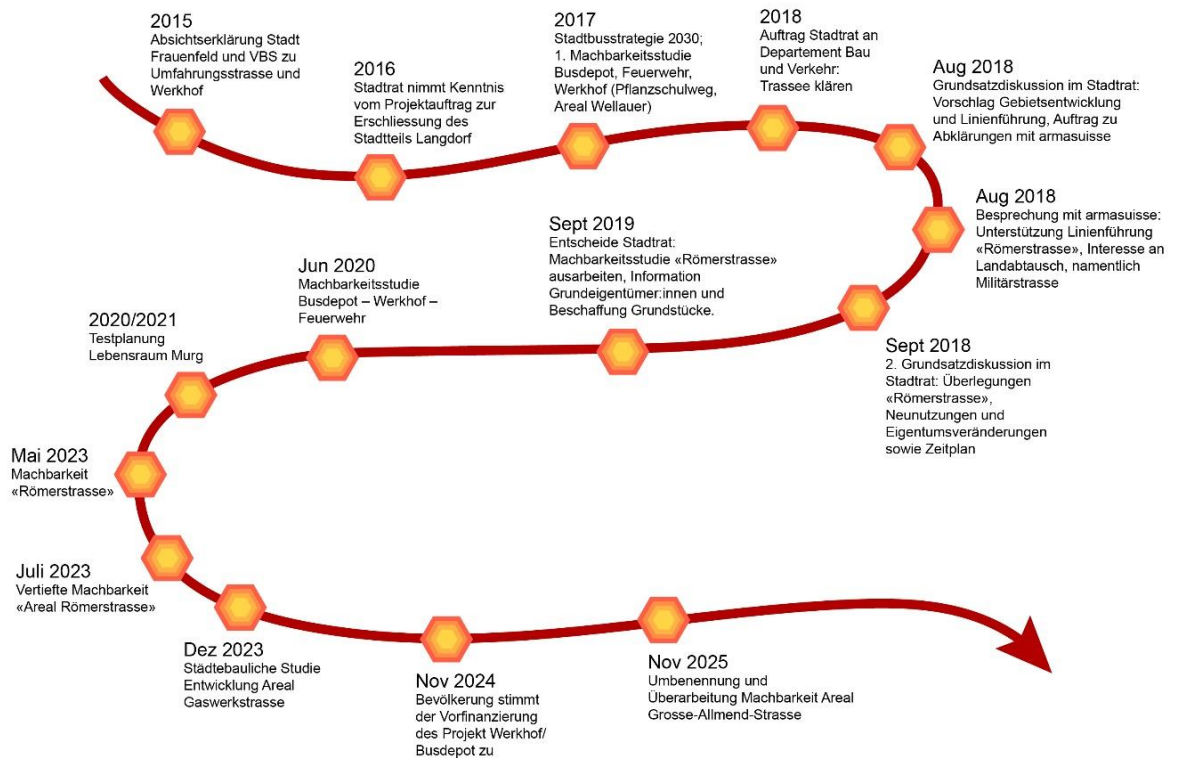 2015
Absichtserklärung Stadt
Frauenfeld und VBS zu
Umfahrungsstrasse und
Werkhof
2016
Stadtrat nimmt Kenntnis
vom Projektauftrag zur
Erschliessung des
Stadtteils Langdorf
2017
Stadtbusstrategie 2030;
1. Machbarkeitsstudie
Busdepot, Feuerwehr,
Werkhof (Pflanzschulweg,
Areal Wellauer)
2018
Auftrag Stadtrat an
Departement Bau
und Verkehr:
Trassee klären
Aug 2018
Grundsatzdiskussion im Stadtrat:
Vorschlag Gebietsentwicklung
und Linienführung, Auftrag zu
Abklärungen mit armasuisse
Aug 2018
Besprechung mit armasuisse:
Unterstützung Linienführung
«Römerstrasse», Interesse an
Landabtausch, namentlich
Militärstrasse
Sept 2018
2. Grundsatzdiskussion im
Stadtrat: Überlegungen
«Römerstrasse»,
Neunutzungen und
Eigentumsveränderungen
sowie Zeitplan
Sept 2019
Entscheide Stadtrat:
Machbarkeitsstudie «Römerstrasse»
ausarbeiten, Information
Grundeigentümer:innen und
Beschaffung Grundstücke.
Jun 2020
Machbarkeitsstudie
Busdepot – Werkhof –
Feuerwehr
2020/2021
Testplanung
Lebensraum Murg
Mai 2023
Machbarkeit
«Römerstrasse»
Juli 2023
Vertiefte Machbarkeit
«Areal Römerstrasse»
Dez 2023
Städtebauliche Studie
Entwicklung Areal
Gaswerkstrasse
Nov 2024
Bevölkerung stimmt
der Vorfinanzierung
des Projekt Werkhof/
Busdepot zu
Nov 2025
Umbenennung und
Überarbeitung Machbarkeit Areal
Grosse-Allmend-Strasse